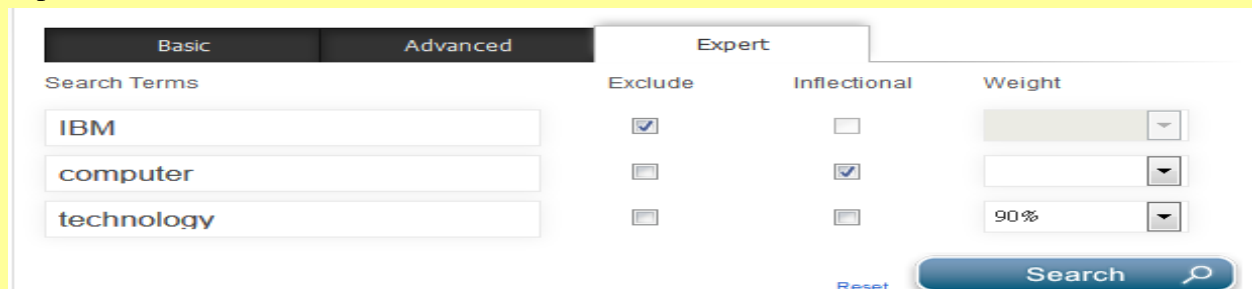 Basic Advanced Expert
Search Terms Exclude Inflectional Weight
IBM
computer
technology 90%
Reset Search